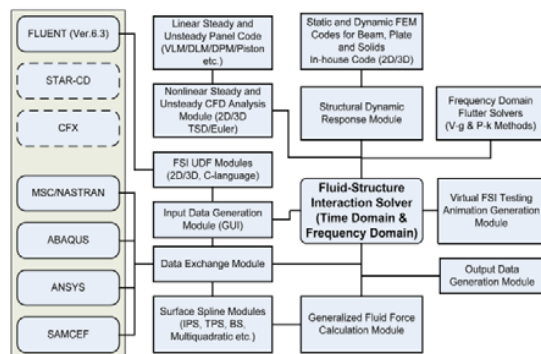 FLUENT (Ver.6.3)
STAR-CD
CFX
MSC/NASTRAN
ABAQUS
ANSYS
SAMCEF
Linear Steady and
Unsteady Panel Code
(VLM/DLM/DPM/Piston
etc.)
Nonlinear Steady and
Unsteady CFD Analysis
Module (2D/3D
TSD/Euler)
FSI UDF Modules
(2D/3D, C-language)
Input Data Generation
Module (GUI)
Data Exchange Module
Surface Spline Modules
(IPS, TPS, BS,
Multiquadratic etc.)
Static and Dynamic FEM
Codes for Beam, Plate
and Solids
In-house Code (2D/3D)
Structural Dynamic
Response Module
Fluid-Structure
Interaction Solver
(Time Domain &
Frequency Domain)
Generalized Fluid Force
Calculation Module
Frequency Domain
Flutter Solvers
(V-g & P-k Methods)
Virtual FSI Testing
Animation Generation
Module
Output Data
Generation Module